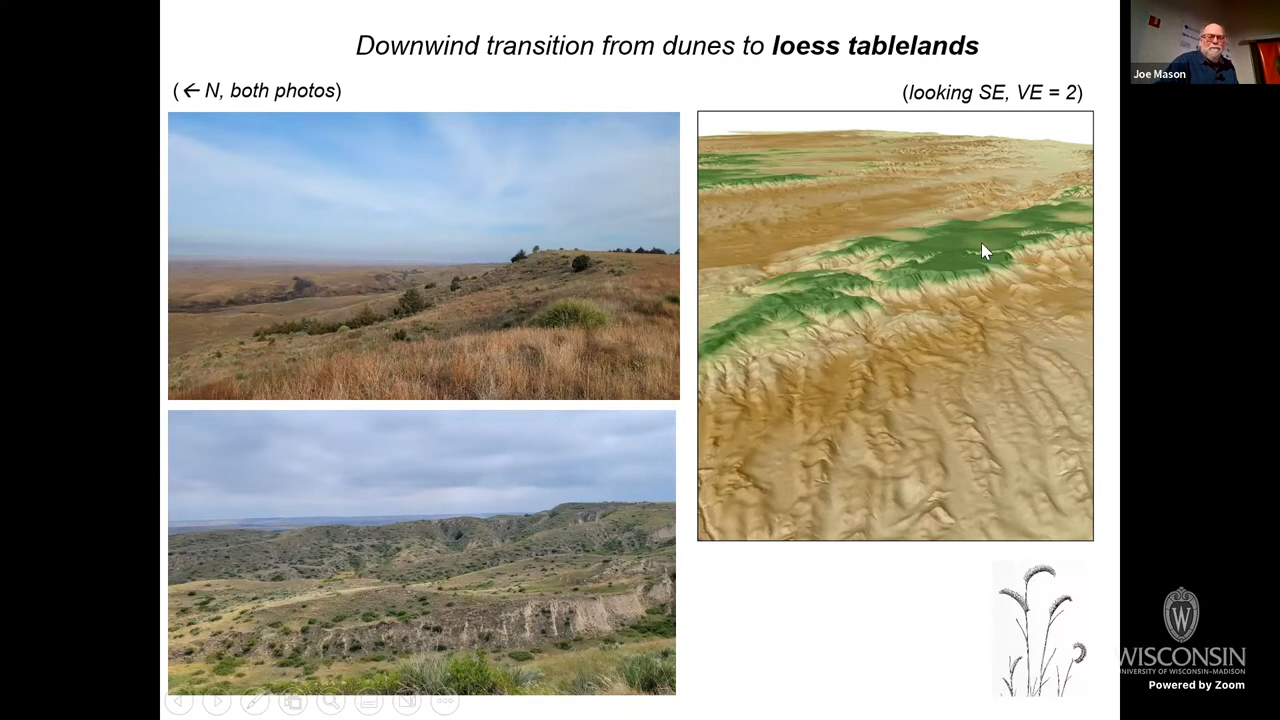 Downwind transition from dunes to loess tablelands
(← N, both photos)
(looking SE, VE = 2)
Joe Mason
W
WISCONSIN
UNIVERSITY OF WISCONSIN–MADISON
Powered by Zoom